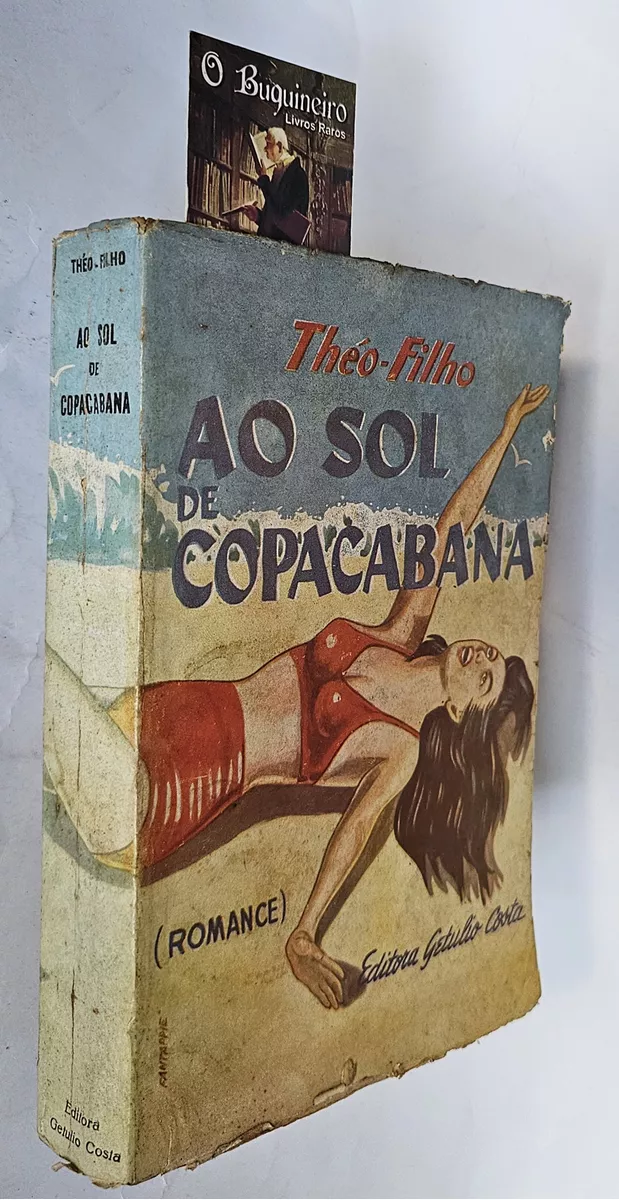 O Buquineiro
Livros Raros
THÉO-FILHO
AO SOL
DE
COPACABANA
Editora
Getulio Costa
Théo-Filho
AO SOL
DE
COPACABANA
(ROMANCE)
Editora Getulio Costa
FANTAPPIÉ